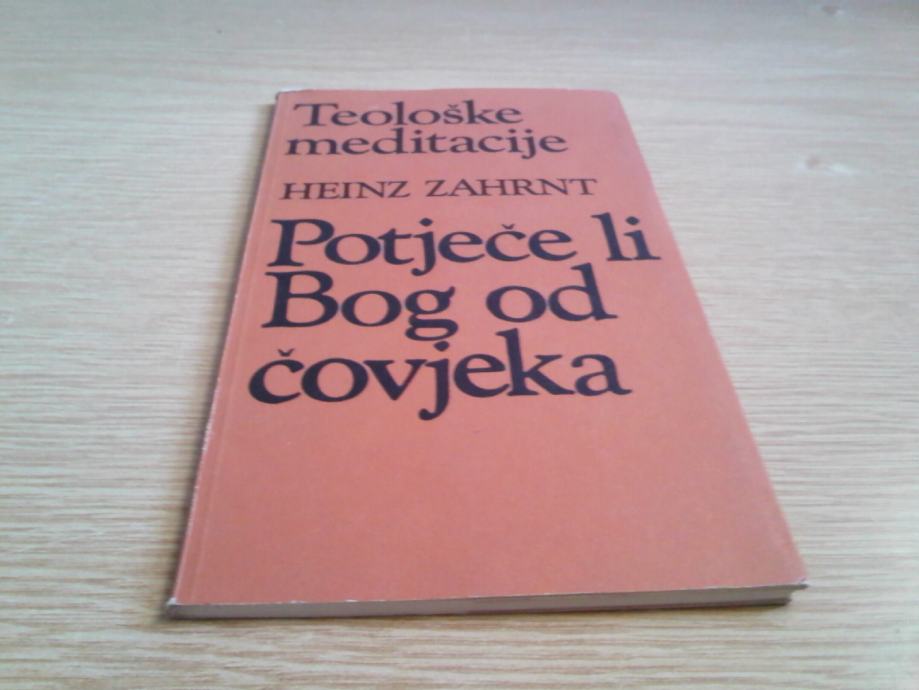 Teološke
meditacije
HEINZ ZAHRNT
Potječe li
Bog od
čovjeka